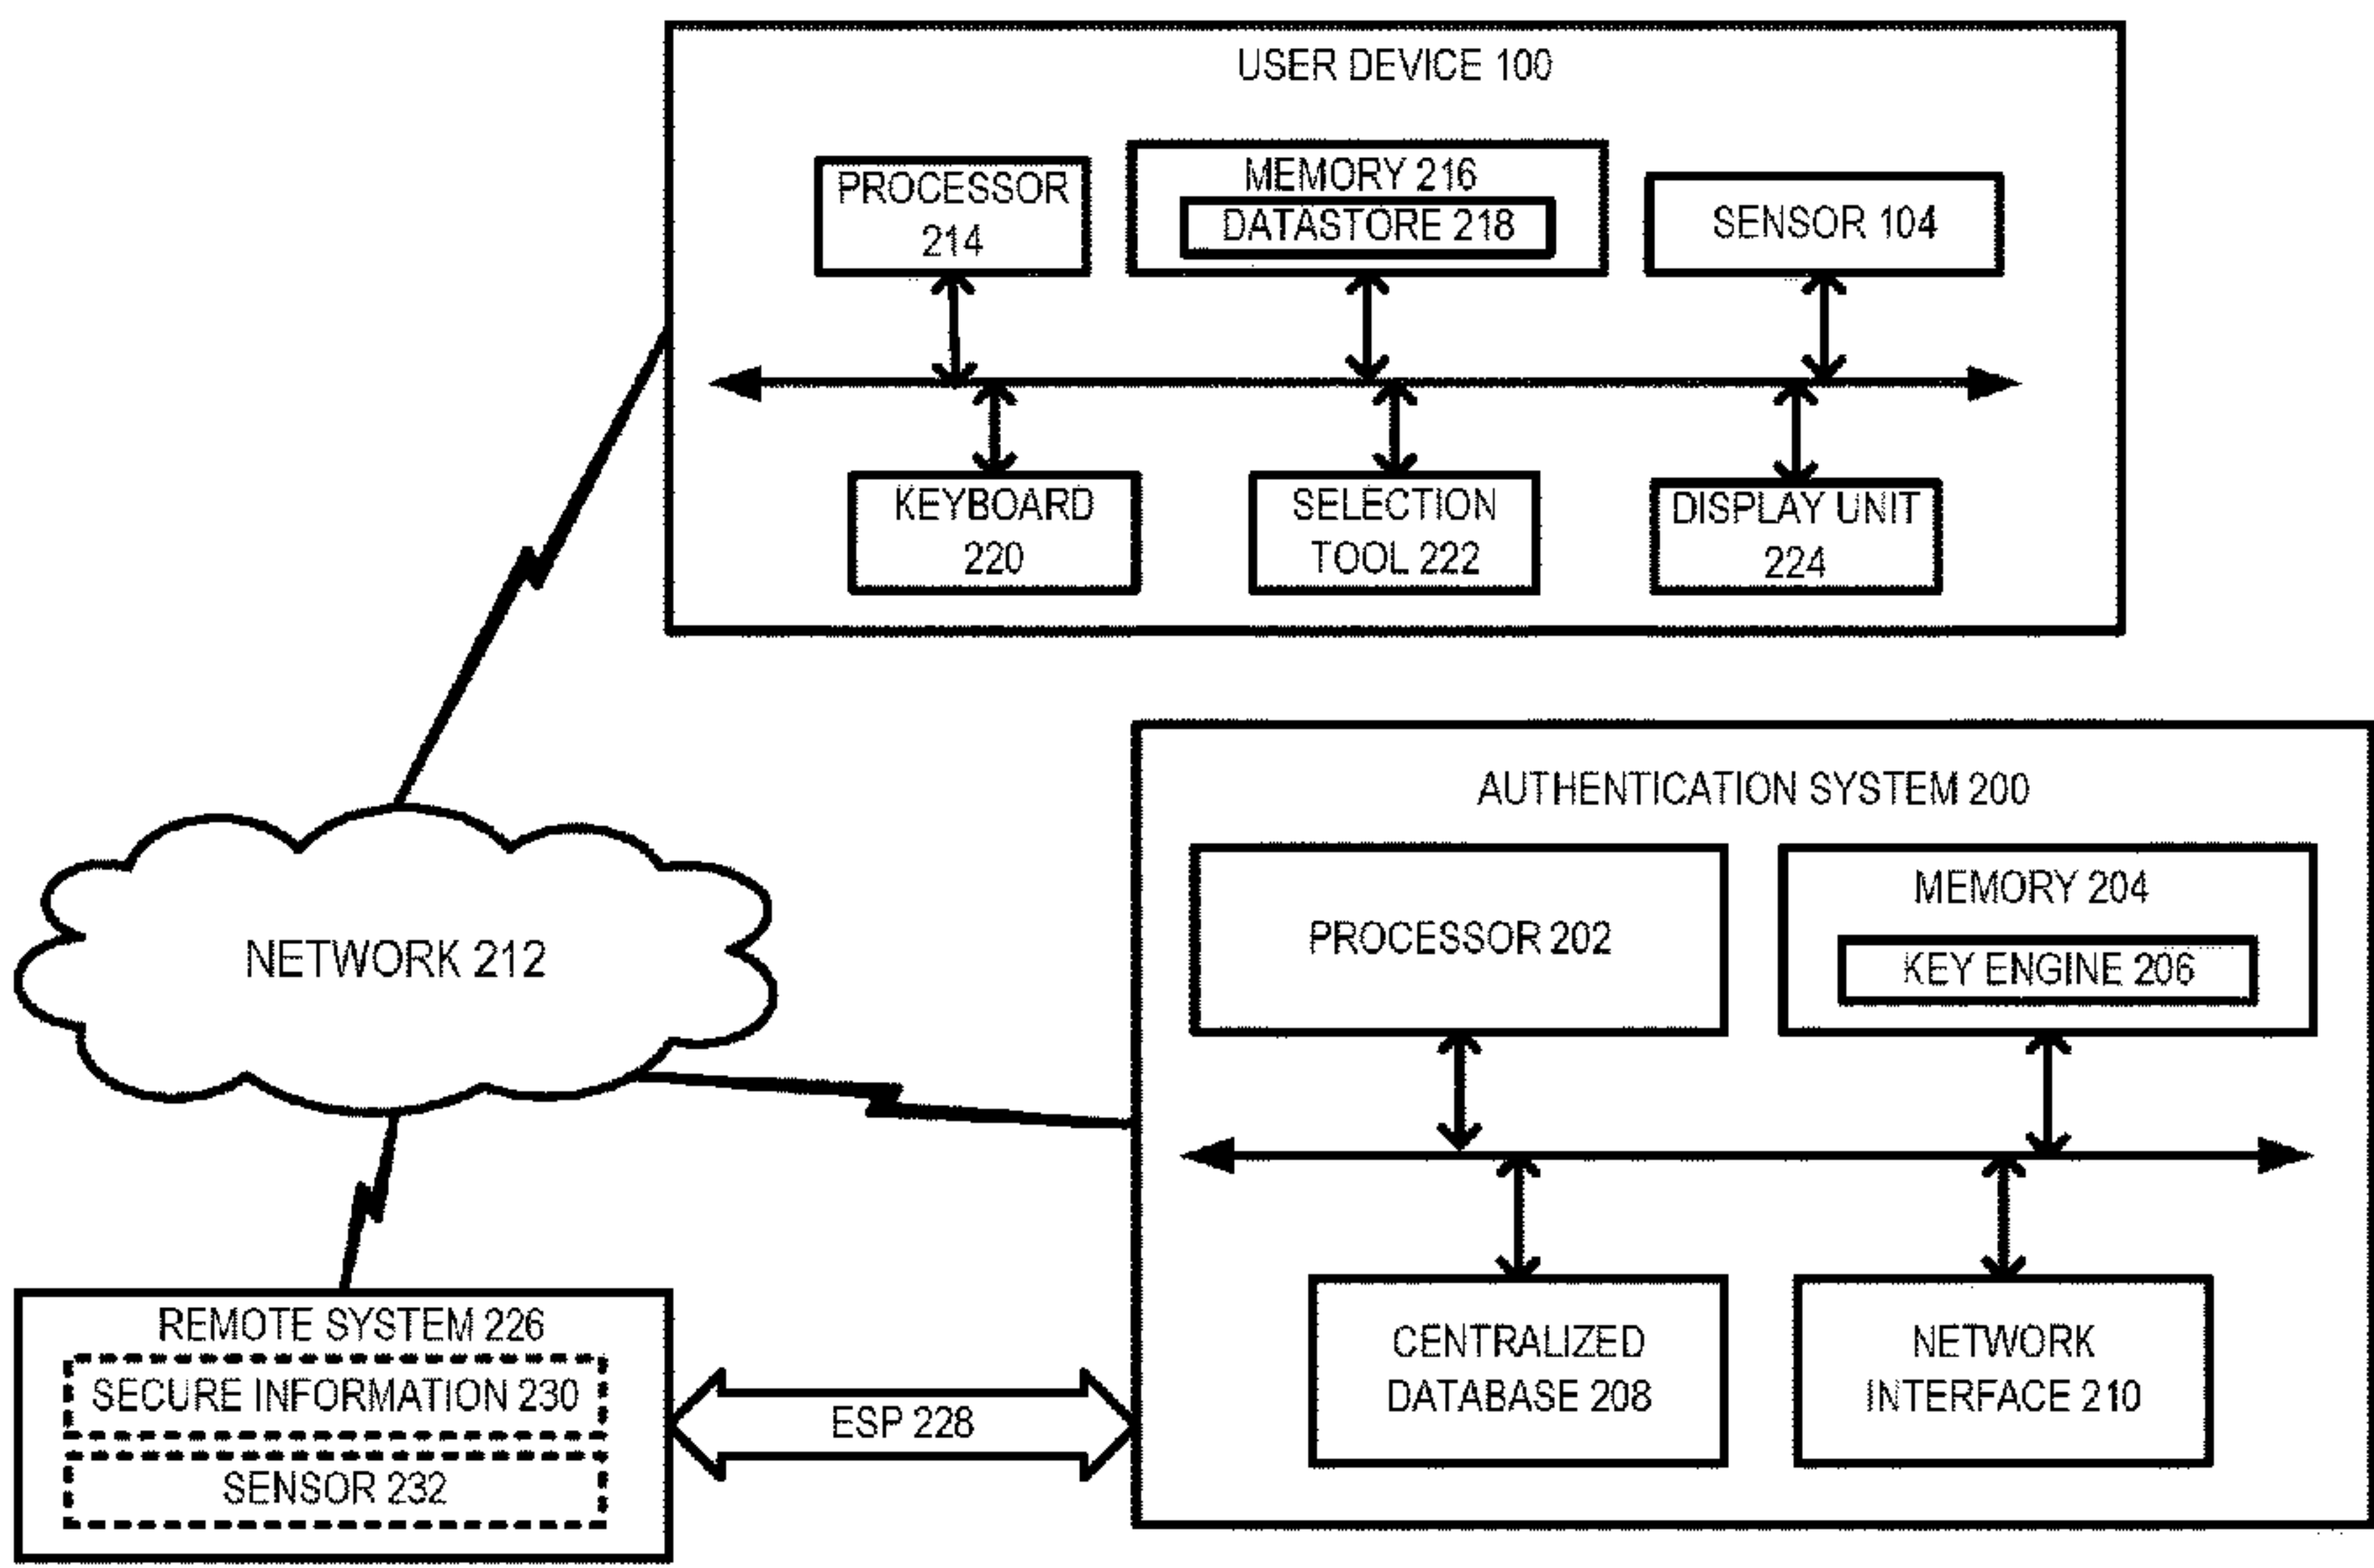 USER DEVICE 100
PROCESSOR
214
MEMORY 216
DATASTORE 218
SENSOR 104
KEYBOARD
220
SELECTION
TOOL 222
DISPLAY UNIT
224
AUTHENTICATION SYSTEM 200
PROCESSOR 202
MEMORY 204
KEY ENGINE 206
NETWORK 212
CENTRALIZED
DATABASE 208
NETWORK
INTERFACE 210
REMOTE SYSTEM 226
SECURE INFORMATION 230
SENSOR 232
ESP 228